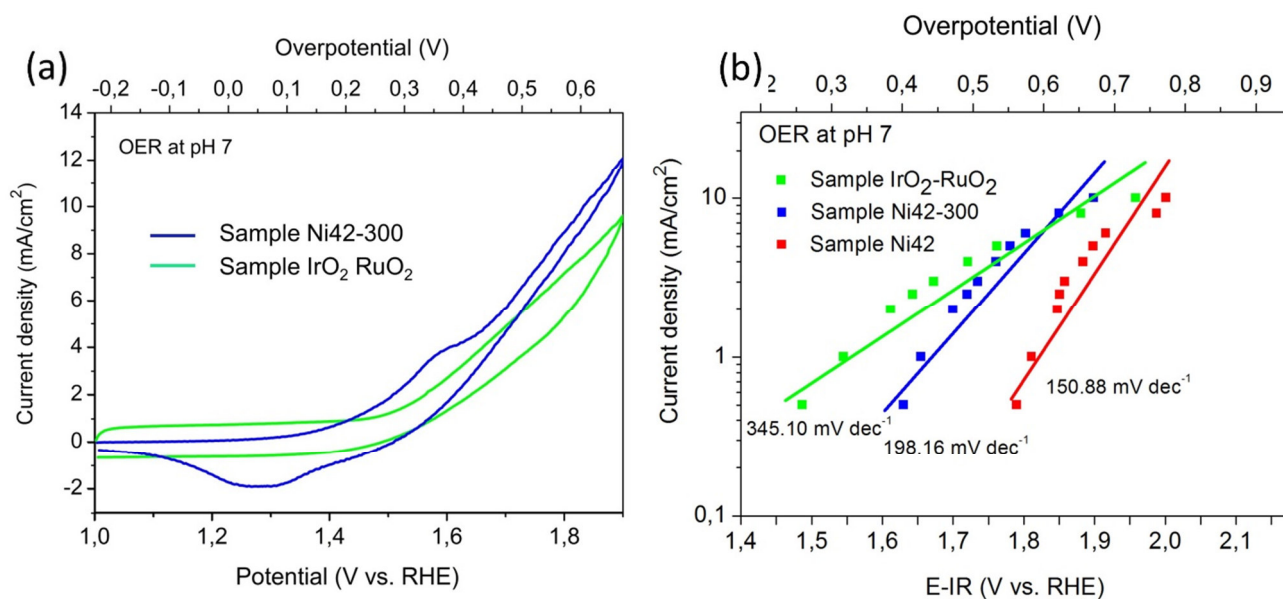 (a)
Overpotential (V)
-0,2 -0,1 0,0 0,1 0,2 0,3 0,4 0,5 0,6
14
12
10
8
6
4
2
0
-2
Current density (mA/cm²)
OER at pH 7
Sample Ni42-300
Sample IrO₂ RuO₂
1,0 1,2 1,4 1,6 1,8
Potential (V vs. RHE)
(b)
Overpotential (V)
2 0,3 0,4 0,5 0,6 0,7 0,8 0,9
OER at pH 7
Sample IrO₂-RuO₂
Sample Ni42-300
Sample Ni42
10
1
0,1
Current density (mA/cm²)
150.88 mV dec⁻¹
345.10 mV dec⁻¹
198.16 mV dec⁻¹
1,4 1,5 1,6 1,7 1,8 1,9 2,0 2,1
E-IR (V vs. RHE)